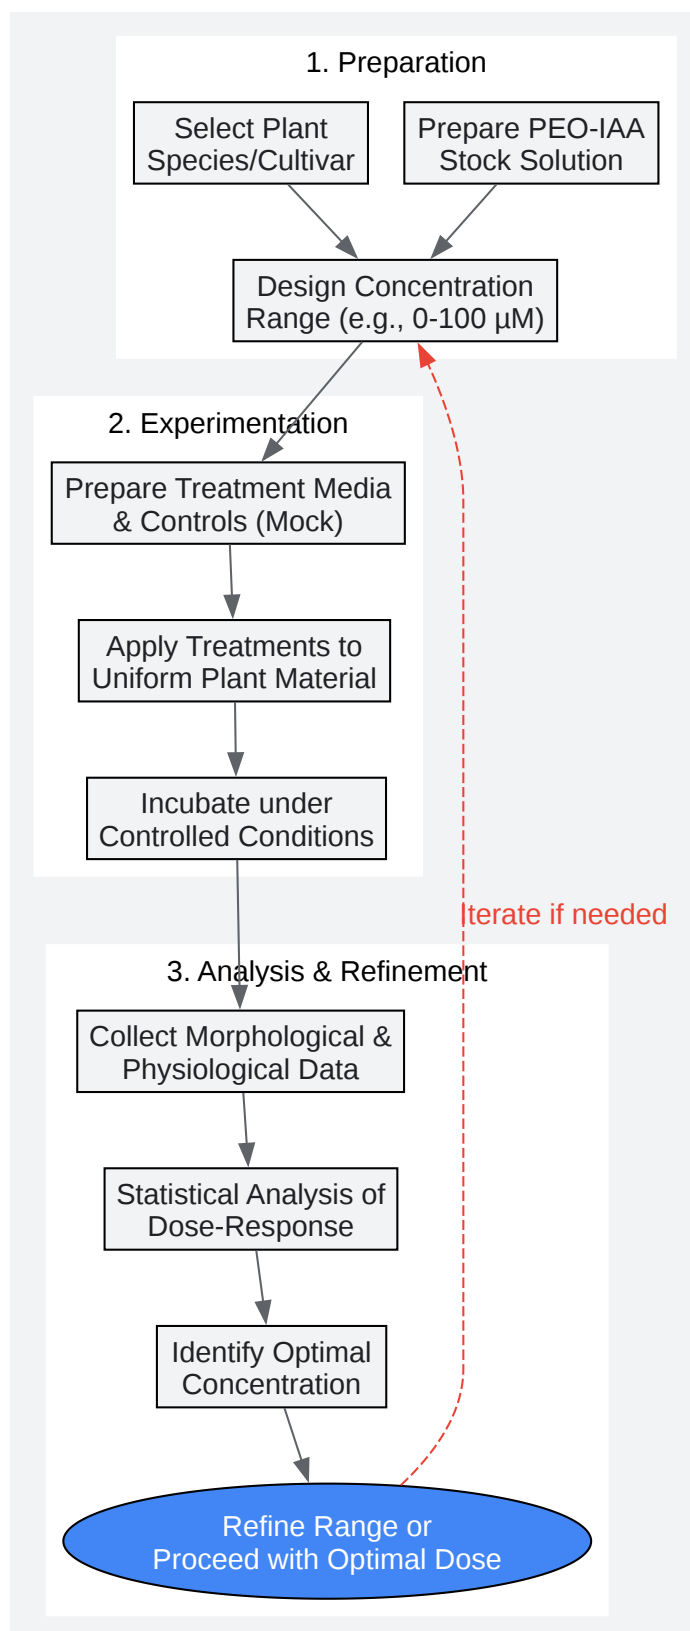 1. Preparation
Select Plant
Species/Cultivar
Prepare PEO-IAA
Stock Solution
Design Concentration
Range (e.g., 0-100 µM)
2. Experimentation
Prepare Treatment Media
& Controls (Mock)
Apply Treatments to
Uniform Plant Material
Incubate under
Controlled Conditions
Iterate if needed
3. Analysis & Refinement
Collect Morphological &
Physiological Data
Statistical Analysis of
Dose-Response
Identify Optimal
Concentration
Refine Range or
Proceed with Optimal Dose